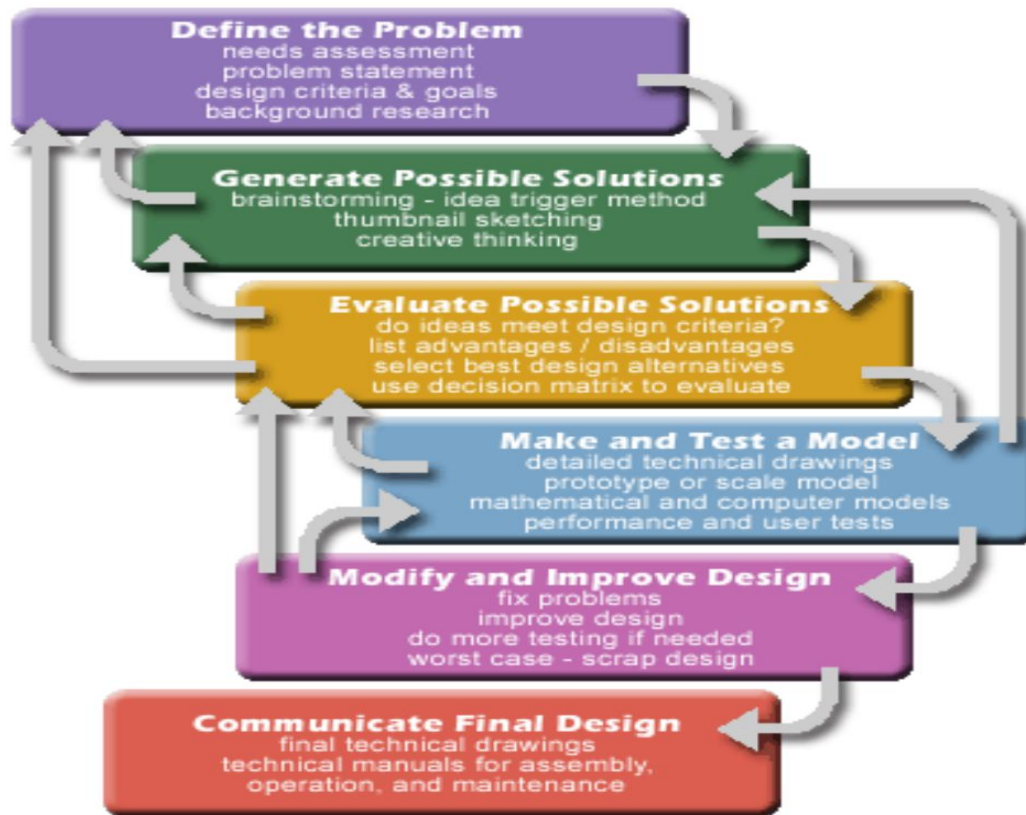 Define the Problem
needs assessment
problem statement
design criteria & goals
background research
Generate Possible Solutions
brainstorming - idea trigger method
thumbnail sketching
creative thinking
Evaluate Possible Solutions
do ideas meet design criteria?
list advantages / disadvantages
select best design alternatives
use decision matrix to evaluate
Make and Test a Model
detailed technical drawings
prototype or scale model
mathematical and computer models
performance and user tests
Modify and Improve Design
fix problems
improve design
do more testing if needed
worst case - scrap design
Communicate Final Design
final technical drawings
technical manuals for assembly,
operation, and maintenance